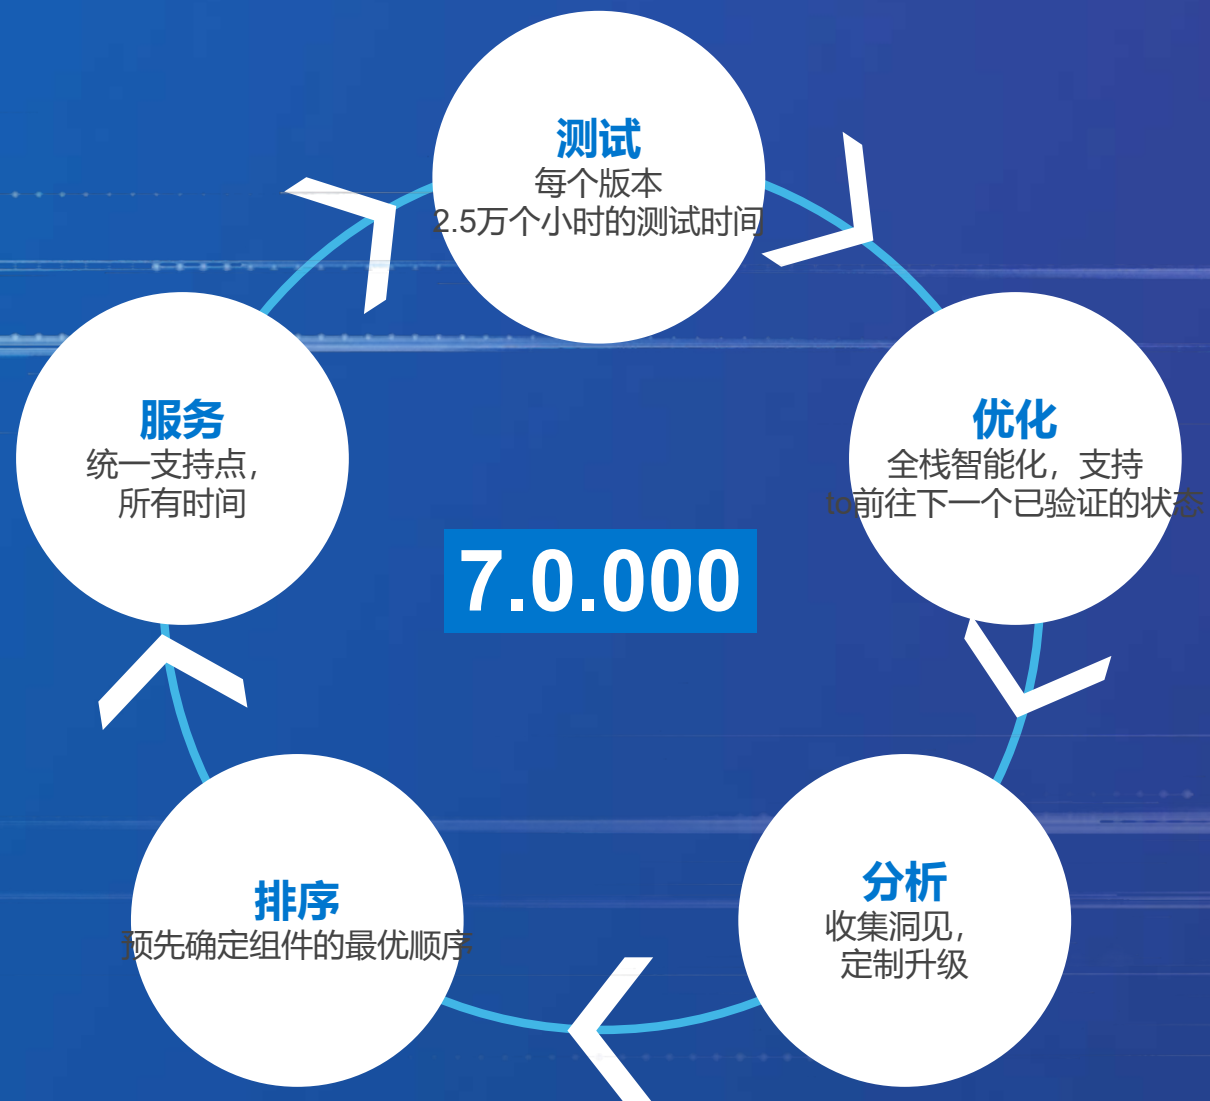 测试
每个版本
2.5万个小时的测试时间
优化
全栈智能化，支持
to前往下一个已验证的状态
分析
收集洞见，
定制升级
排序
预先确定组件的最优顺序
服务
统一支持点，
所有时间
7.0.000